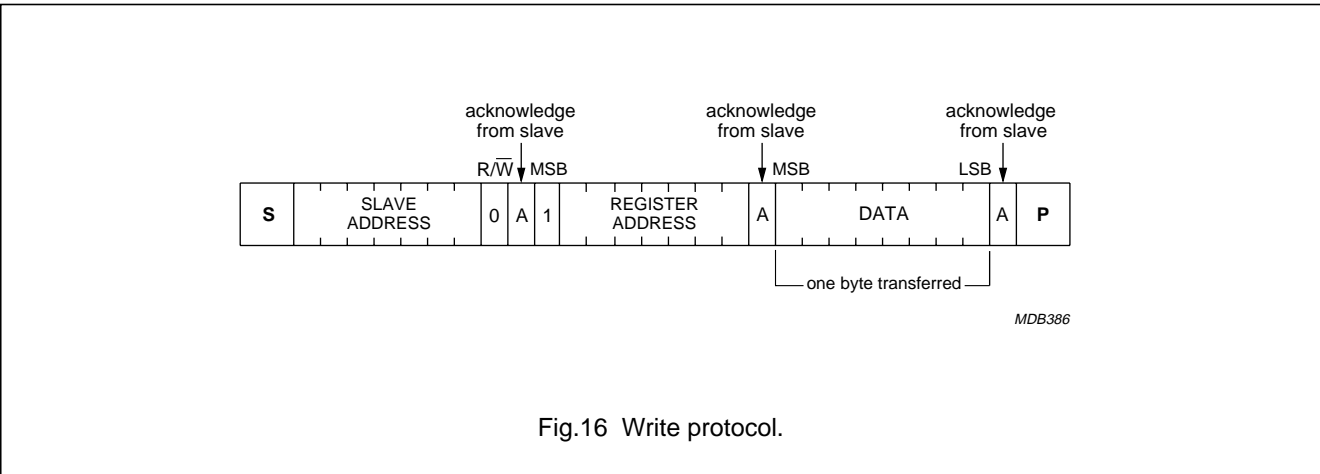 acknowledge
from slave
acknowledge
from slave
acknowledge
from slave
R/W̅ MSB
MSB
LSB
S
SLAVE
ADDRESS
0
A
1
REGISTER
ADDRESS
A
DATA
A
P
one byte transferred
MDB386
Fig.16 Write protocol.